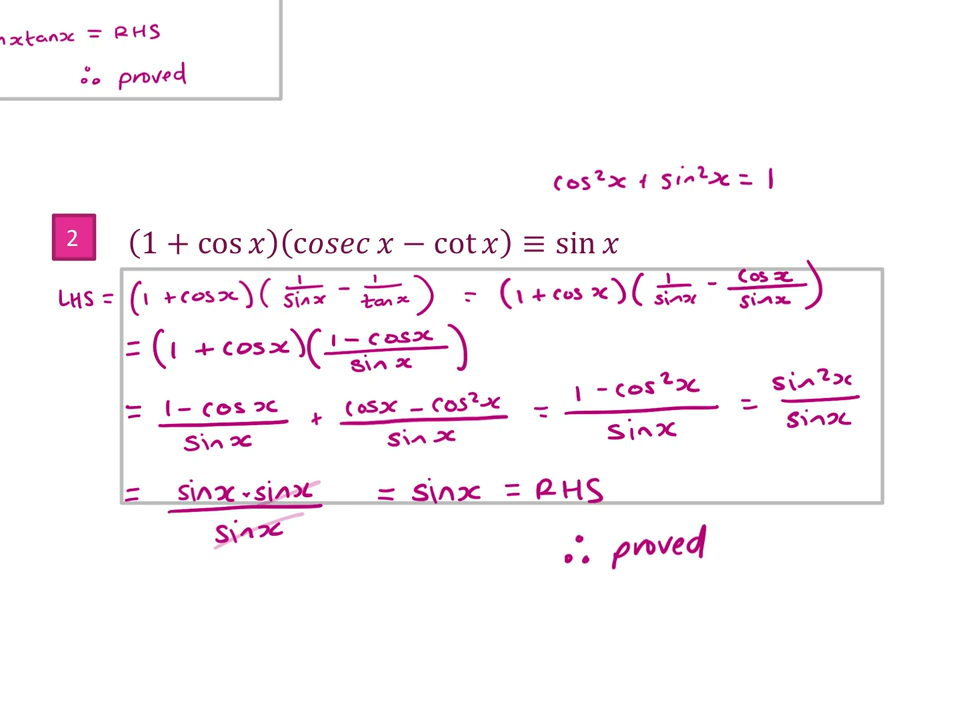 nxtanx = RHS
∴ proved
cos²x + sin²x = 1
2
(1 + cos x)(cosec x − cot x) ≡ sin x
LHS = (1 + cosx)(1/sinx − 1/tanx) = (1 + cos x)(1/sinx − cosx/sinx)
= (1 + cosx)((1 − cosx)/sin x)
= (1 − cosx)/sinx + (cosx − cos²x)/sin x = (1 − cos²x)/sinx = sin²x/sinx
= (sinx · sinx)/sinx = sinx = RHS
∴ proved